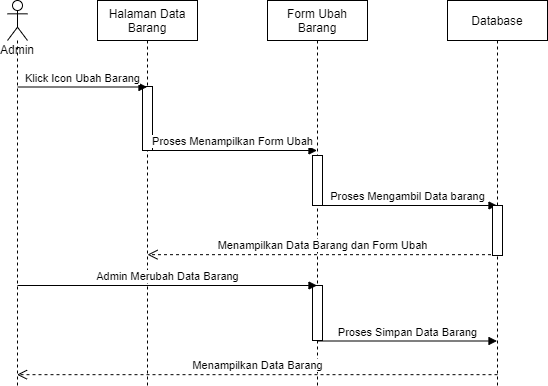 Halaman Data
Barang
Form Ubah
Barang
Database
Admin
Klick Icon Ubah Barang
Proses Menampilkan Form Ubah
Proses Mengambil Data barang
Menampilkan Data Barang dan Form Ubah
Admin Merubah Data Barang
Proses Simpan Data Barang
Menampilkan Data Barang